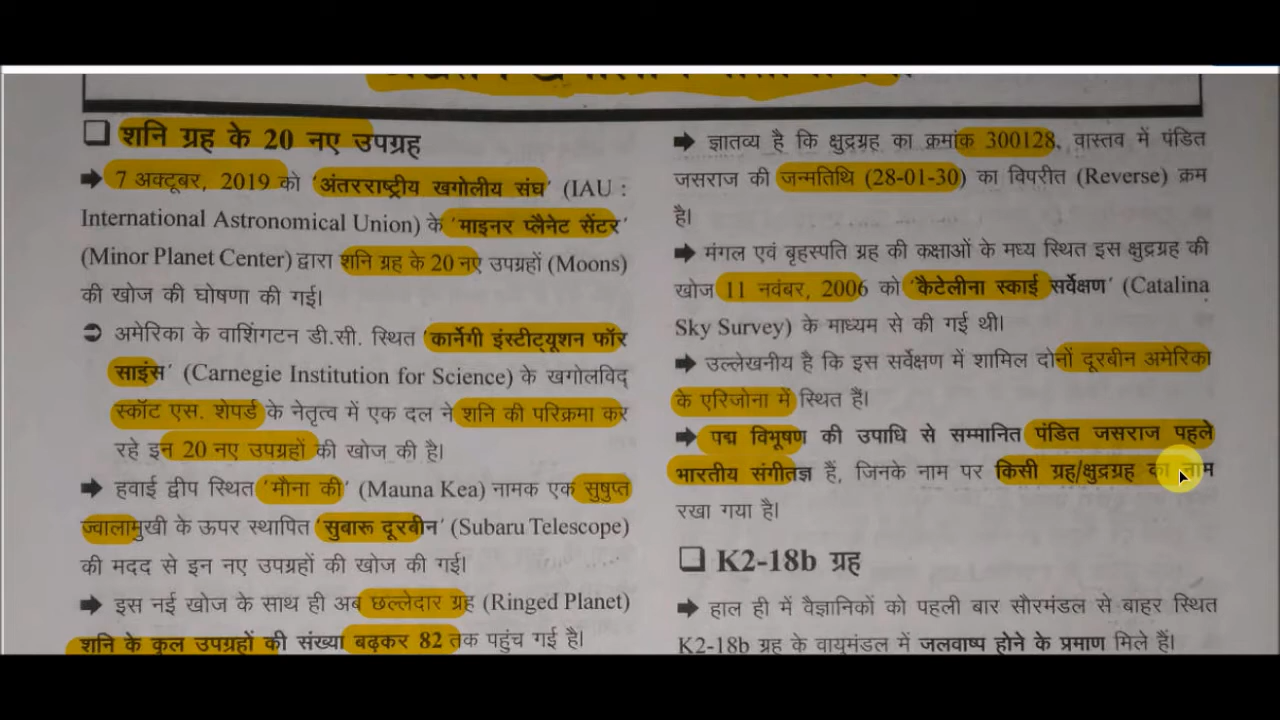 ❑ शनि ग्रह के 20 नए उपग्रह
➡ 7 अक्टूबर, 2019 को ‘अंतरराष्ट्रीय खगोलीय संघ’ (IAU :
International Astronomical Union) के ‘माइनर प्लैनेट सेंटर’
(Minor Planet Center) द्वारा शनि ग्रह के 20 नए उपग्रहों (Moons)
की खोज की घोषणा की गई।
➲ अमेरिका के वाशिंगटन डी.सी. स्थित ‘कार्नेगी इंस्टीट्यूशन फॉर
साइंस’ (Carnegie Institution for Science) के खगोलविद्
स्कॉट एस. शेपर्ड के नेतृत्व में एक दल ने शनि की परिक्रमा कर
रहे इन 20 नए उपग्रहों की खोज की है।
➡ हवाई द्वीप स्थित ‘मौना की’ (Mauna Kea) नामक एक सुषुप्त
ज्वालामुखी के ऊपर स्थापित ‘सुबारू दूरबीन’ (Subaru Telescope)
की मदद से इन नए उपग्रहों की खोज की गई।
➡ इस नई खोज के साथ ही अब छल्लेदार ग्रह (Ringed Planet)
शनि के कुल उपग्रहों की संख्या बढ़कर 82 तक पहुंच गई है।
➡ ज्ञातव्य है कि क्षुद्रग्रह का क्रमांक 300128, वास्तव में पंडित
जसराज की जन्मतिथि (28-01-30) का विपरीत (Reverse) क्रम
है।
➡ मंगल एवं बृहस्पति ग्रह की कक्षाओं के मध्य स्थित इस क्षुद्रग्रह की
खोज 11 नवंबर, 2006 को ‘कैटेलीना स्काई सर्वेक्षण’ (Catalina
Sky Survey) के माध्यम से की गई थी।
➡ उल्लेखनीय है कि इस सर्वेक्षण में शामिल दोनों दूरबीन अमेरिका
के एरिजोना में स्थित हैं।
➡ पद्म विभूषण की उपाधि से सम्मानित पंडित जसराज पहले
भारतीय संगीतज्ञ हैं, जिनके नाम पर किसी ग्रह/क्षुद्रग्रह का नाम
रखा गया है।
❑ K2-18b ग्रह
➡ हाल ही में वैज्ञानिकों को पहली बार सौरमंडल से बाहर स्थित
K2-18b ग्रह के वायुमंडल में जलवाष्प होने के प्रमाण मिले हैं।